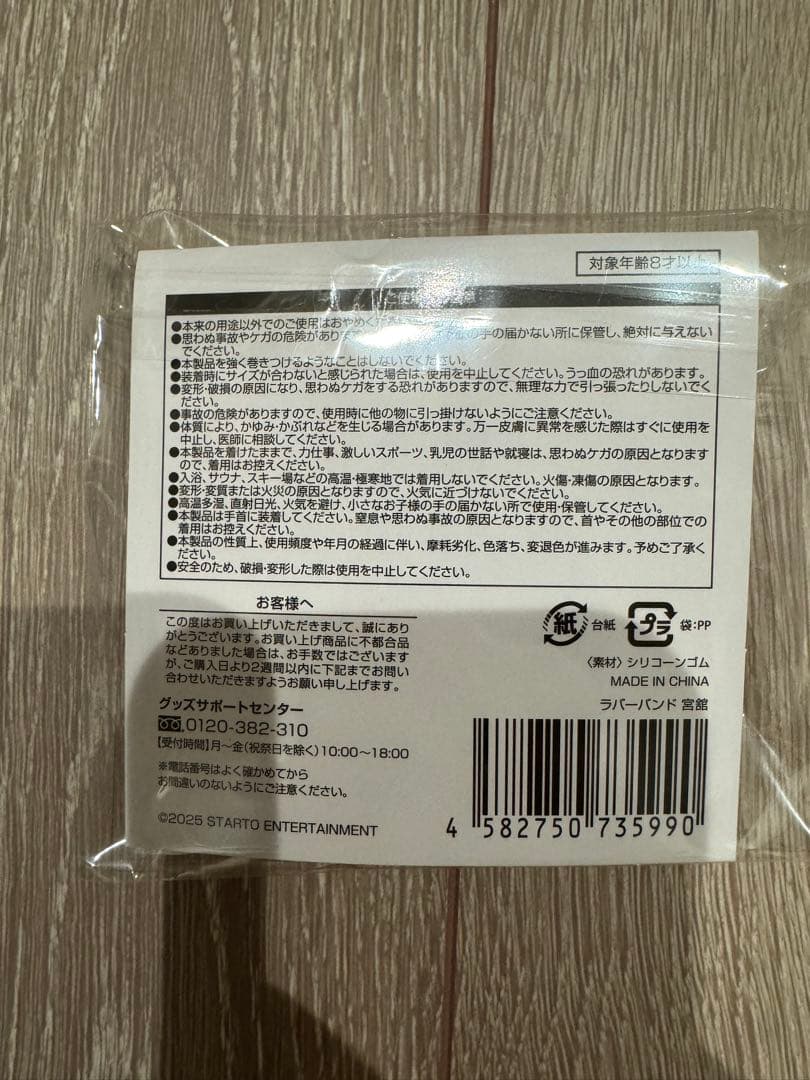 対象年齢8才以上
●本来の用途以外でのご使用はおやめく
●思わぬ事故やケガの危険があります の手の届かない所に保管し、絶対に与えない
でください。
●本製品を強く巻きつけるようなことはしないでください。
●装着時にサイズが合わないと感じられた場合は、使用を中止してください。うっ血の恐れがあります。
●変形・破損の原因になり、思わぬケガをする恐れがありますので、無理な力で引っ張ったりしないでく
ださい。
●事故の危険がありますので、使用時に他の物に引っ掛けないようにご注意ください。
●体質により、かゆみ・かぶれなどを生じる場合があります。万一皮膚に異常を感じた際はすぐに使用を
中止し、医師に相談してください。
●本製品を着けたままで、力仕事、激しいスポーツ、乳児の世話や就寝は、思わぬケガの原因となります
ので、着用はお控えください。
●入浴、サウナ、スキー場などの高温・極寒地では着用しないでください。火傷・凍傷の原因となります。
●変形・変質または火災の原因となりますので、火気に近づけないでください。
●高温多湿、直射日光、火気を避け、小さなお子様の手の届かない所で使用・保管してください。
●本製品は手首に装着してください。窒息や思わぬ事故の原因となりますので、首やその他の部位での
着用はお控えください。
●本製品の性質上、使用頻度や年月の経過に伴い、摩耗劣化、色落ち、変退色が進みます。予めご了承く
ださい。
●安全のため、破損・変形した際は使用を中止してください。
お客様へ
この度はお買い上げいただきまして、誠にあり
がとうございます。お買い上げ商品に不都合品
などありました場合は、お手数ではございます
が、ご購入日より2週間以内に下記までお問い
合わせいただきますようお願い申し上げます。
グッズサポートセンター
0120-382-310
【受付時間】月～金(祝祭日を除く)10:00～18:00
※電話番号はよく確かめてから
お間違いのないようにご注意ください。
©2025 STARTO ENTERTAINMENT
紙 台紙 プラ 袋:PP
〈素材〉シリコーンゴム
MADE IN CHINA
ラバーバンド 宮舘
4 582750 735990